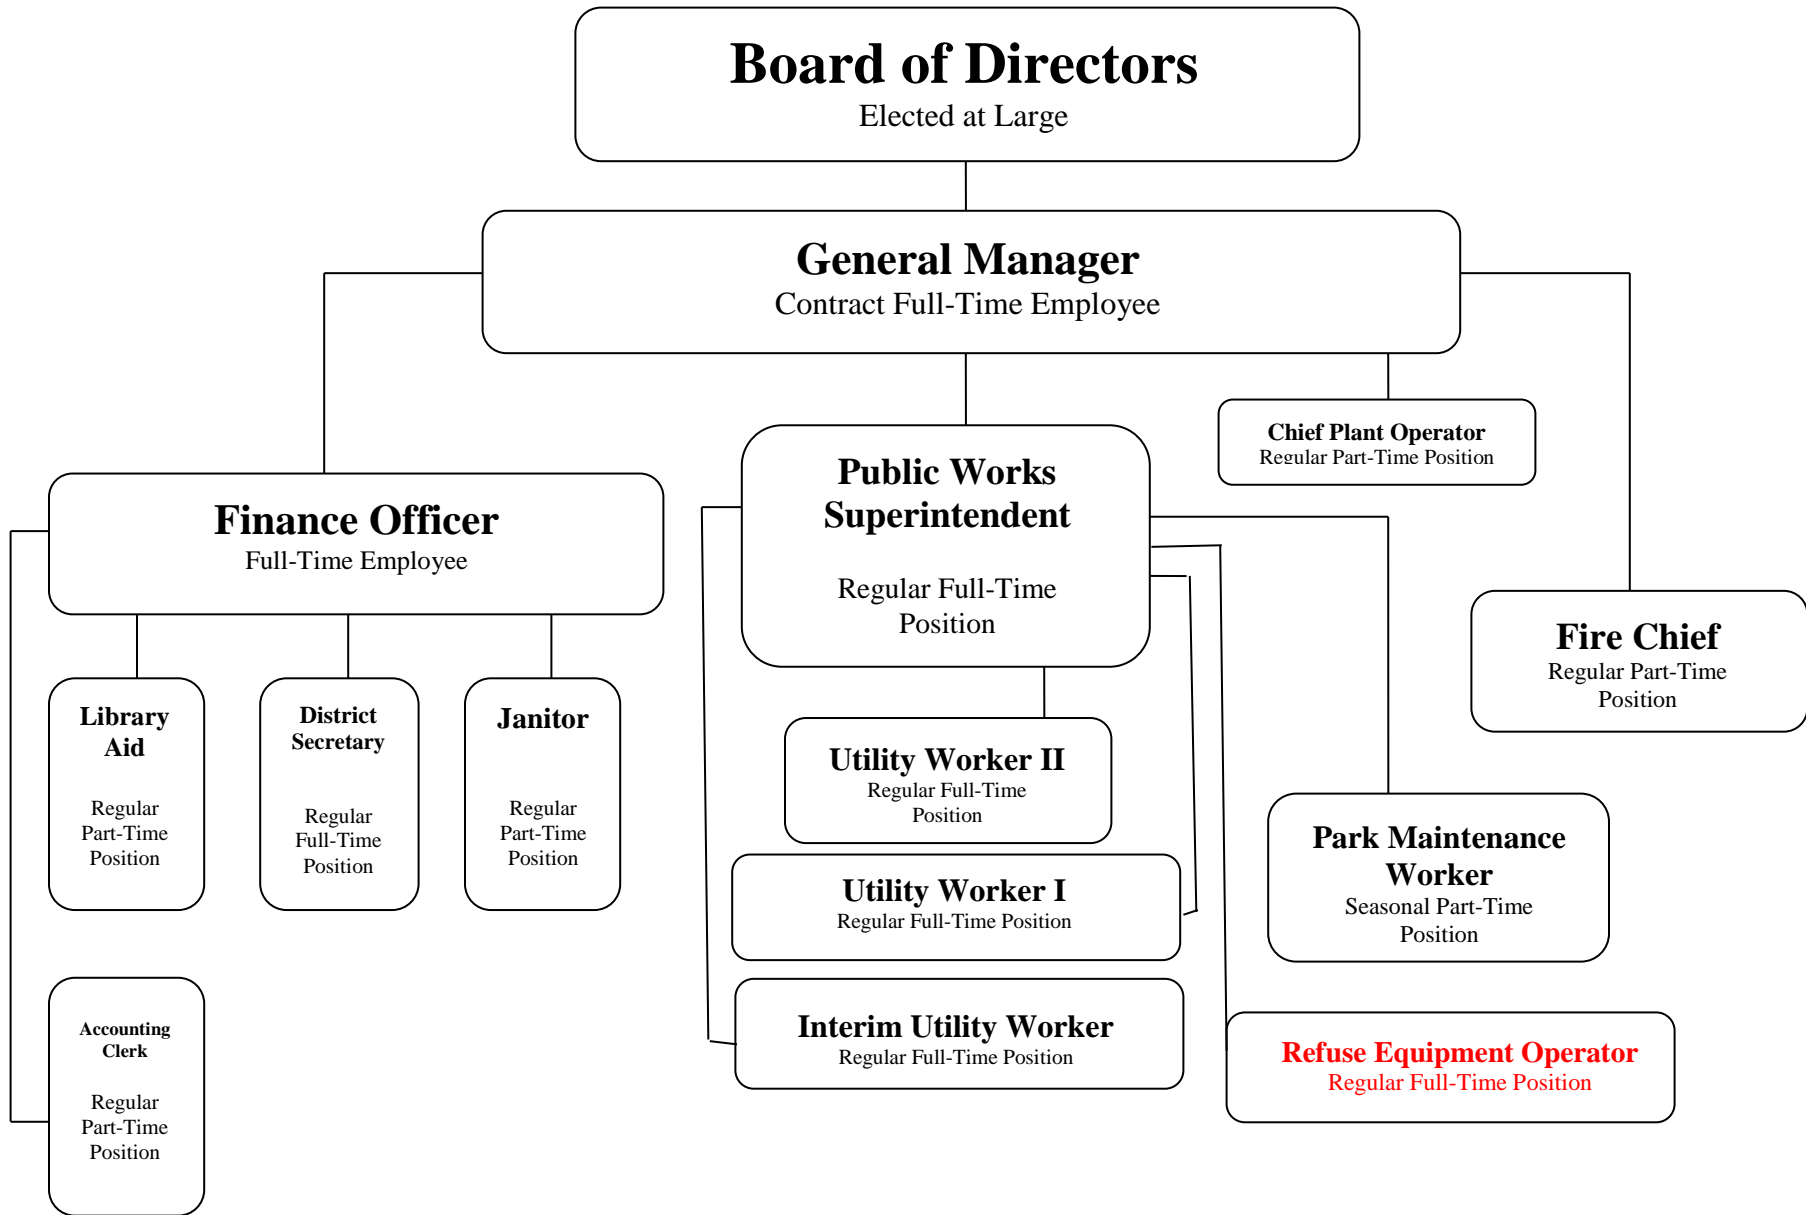 Board of Directors
Elected at Large
General Manager
Contract Full-Time Employee
Chief Plant Operator
Regular Part-Time Position
Public Works
Superintendent
Regular Full-Time
Position
Finance Officer
Full-Time Employee
Fire Chief
Regular Part-Time
Position
Library
Aid
Regular
Part-Time
Position
District
Secretary
Regular
Full-Time
Position
Janitor
Regular
Part-Time
Position
Utility Worker II
Regular Full-Time
Position
Park Maintenance
Worker
Seasonal Part-Time
Position
Utility Worker I
Regular Full-Time Position
Accounting
Clerk
Regular
Part-Time
Position
Interim Utility Worker
Regular Full-Time Position
Refuse Equipment Operator
Regular Full-Time Position